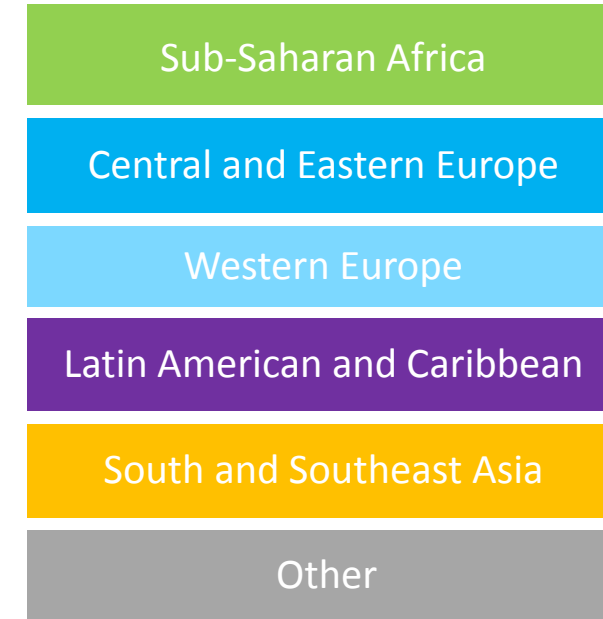 Sub-Saharan Africa
Central and Eastern Europe
Western Europe
Latin American and Caribbean
South and Southeast Asia
Other